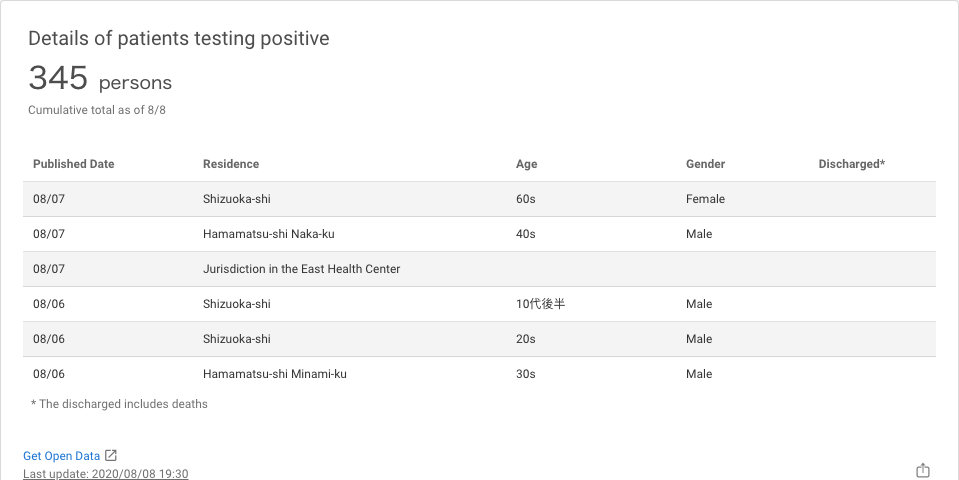 Details of patients testing positive
345 persons
Cumulative total as of 8/8
Published Date Residence Age Gender Discharged*
08/07 Shizuoka-shi 60s Female
08/07 Hamamatsu-shi Naka-ku 40s Male
08/07 Jurisdiction in the East Health Center
08/06 Shizuoka-shi 10代後半 Male
08/06 Shizuoka-shi 20s Male
08/06 Hamamatsu-shi Minami-ku 30s Male
* The discharged includes deaths
Get Open Data
Last update: 2020/08/08 19:30